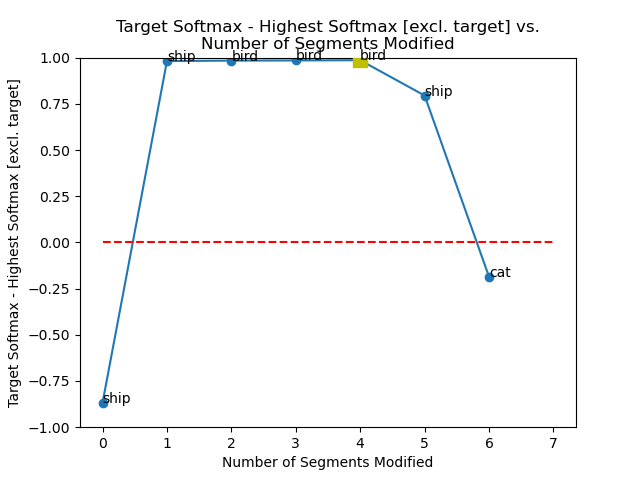 Target Softmax - Highest Softmax [excl. target] vs.
Number of Segments Modified
Target Softmax - Highest Softmax [excl. target]
1.00
0.75
0.50
0.25
0.00
−0.25
−0.50
−0.75
−1.00
ship
ship
bird
bird
bird
ship
cat
0 1 2 3 4 5 6 7
Number of Segments Modified